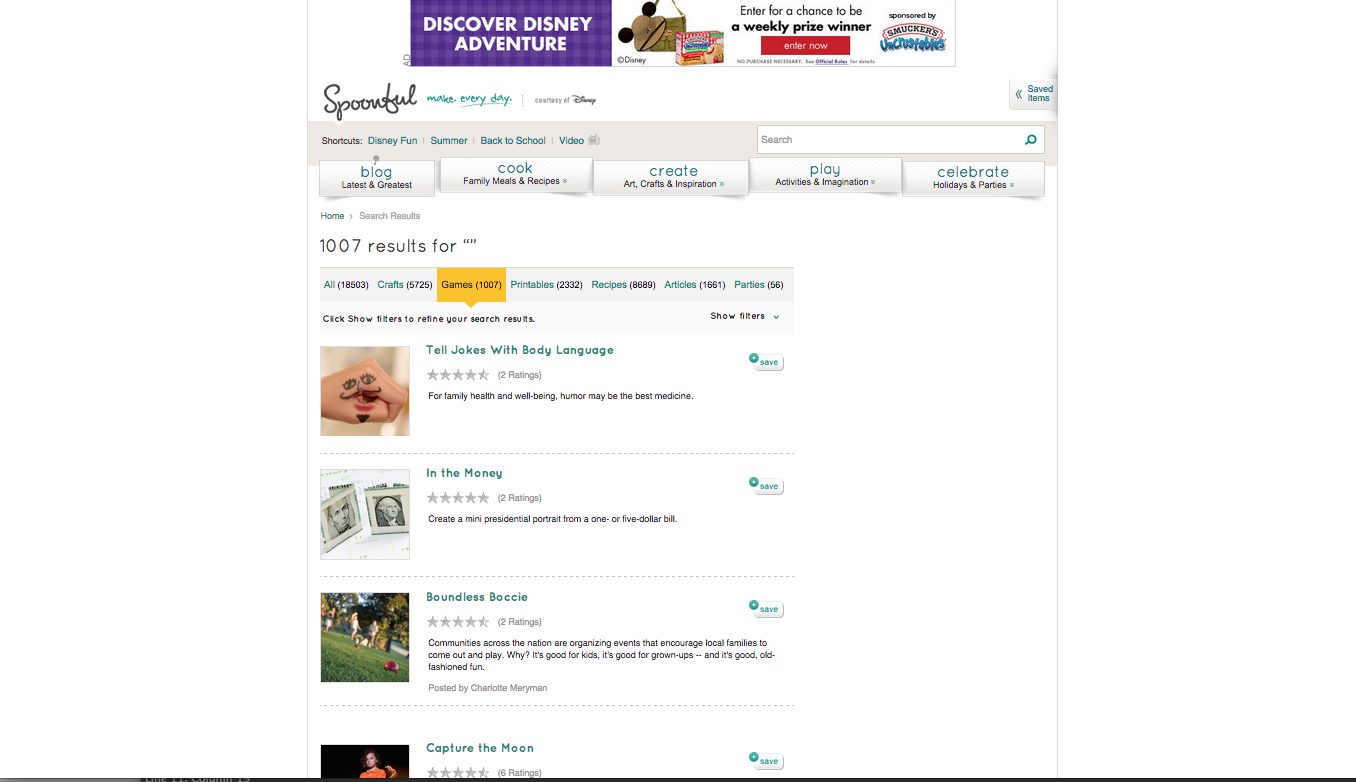 DISCOVER DISNEY
ADVENTURE
©Disney
Enter for a chance to be
a weekly prize winner
enter now
NO PURCHASE NECESSARY. See Official Rules for details
sponsored by
SMUCKER'S
Uncrustables
AD
Spoonful make. every day. courtesy of Disney
« Saved
Items
Shortcuts: Disney Fun | Summer | Back to School | Video
Search
blog
Latest & Greatest
cook
Family Meals & Recipes
create
Art, Crafts & Inspiration
play
Activities & Imagination
celebrate
Holidays & Parties
Home › Search Results
1007 results for “”
All (18503) Crafts (5725) Games (1007) Printables (2332) Recipes (8689) Articles (1661) Parties (56)
Click Show filters to refine your search results.
Show filters
Tell Jokes With Body Language
save
(2 Ratings)
For family health and well-being, humor may be the best medicine.
In the Money
save
(2 Ratings)
Create a mini presidential portrait from a one- or five-dollar bill.
Boundless Boccie
save
(2 Ratings)
Communities across the nation are organizing events that encourage local families to
come out and play. Why? It's good for kids, it's good for grown-ups -- and it's good, old-
fashioned fun.
Posted by Charlotte Meryman
Capture the Moon
save
(6 Ratings)
Line 11, Column 19